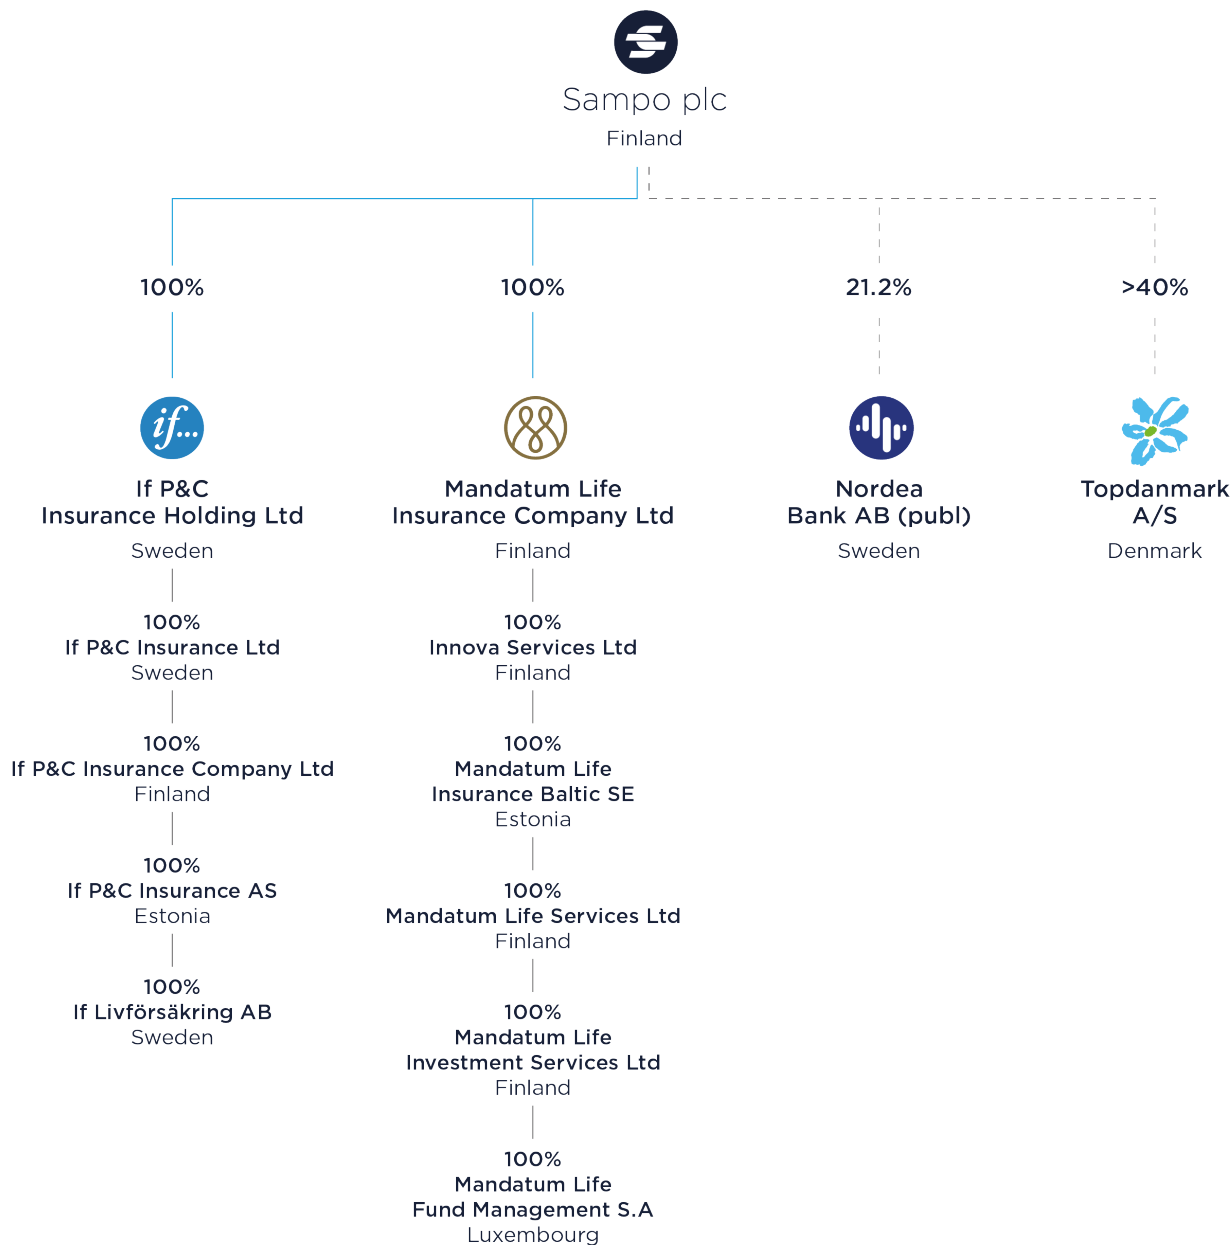 Sampo plc
Finland
100%
100%
21.2%
>40%
if...
If P&C
Insurance Holding Ltd
Sweden
100%
If P&C Insurance Ltd
Sweden
100%
If P&C Insurance Company Ltd
Finland
100%
If P&C Insurance AS
Estonia
100%
If Livförsäkring AB
Sweden
Mandatum Life
Insurance Company Ltd
Finland
100%
Innova Services Ltd
Finland
100%
Mandatum Life
Insurance Baltic SE
Estonia
100%
Mandatum Life Services Ltd
Finland
100%
Mandatum Life
Investment Services Ltd
Finland
100%
Mandatum Life
Fund Management S.A
Luxembourg
Nordea
Bank AB (publ)
Sweden
Topdanmark
A/S
Denmark